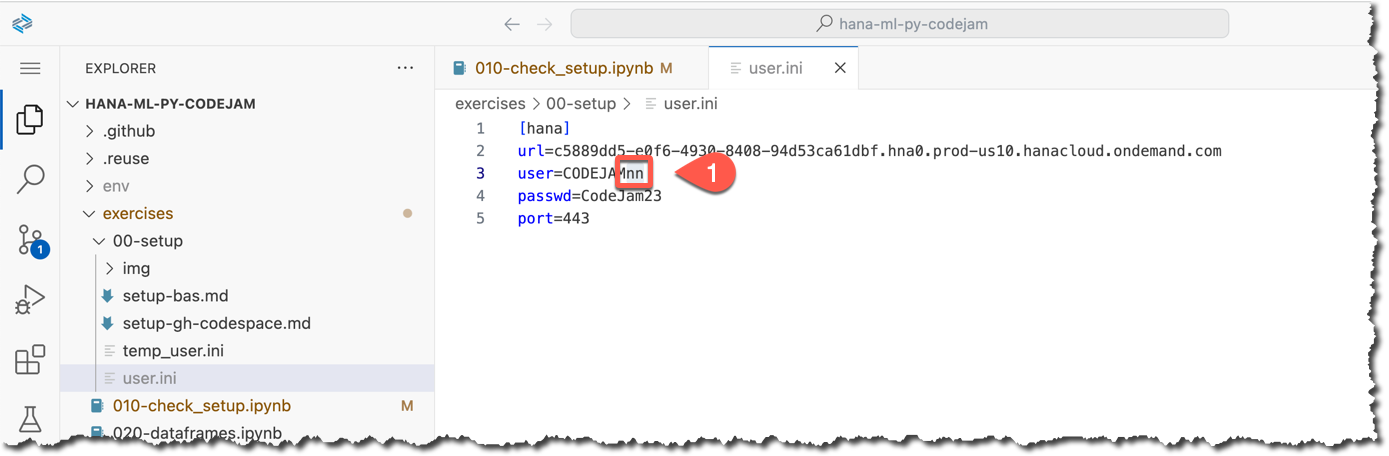 hana-ml-py-codejam
EXPLORER
...
HANA-ML-PY-CODEJAM
.github
.reuse
env
exercises
00-setup
img
setup-bas.md
setup-gh-codespace.md
temp_user.ini
user.ini
010-check_setup.ipynb M
020-dataframes.ipynb
1
010-check_setup.ipynb M
user.ini
exercises > 00-setup > user.ini
1 [hana]
2 url=c5889dd5-e0f6-4930-8408-94d53ca61dbf.hna0.prod-us10.hanacloud.ondemand.com
3 user=CODEJAMnn
4 passwd=CodeJam23
5 port=443
1